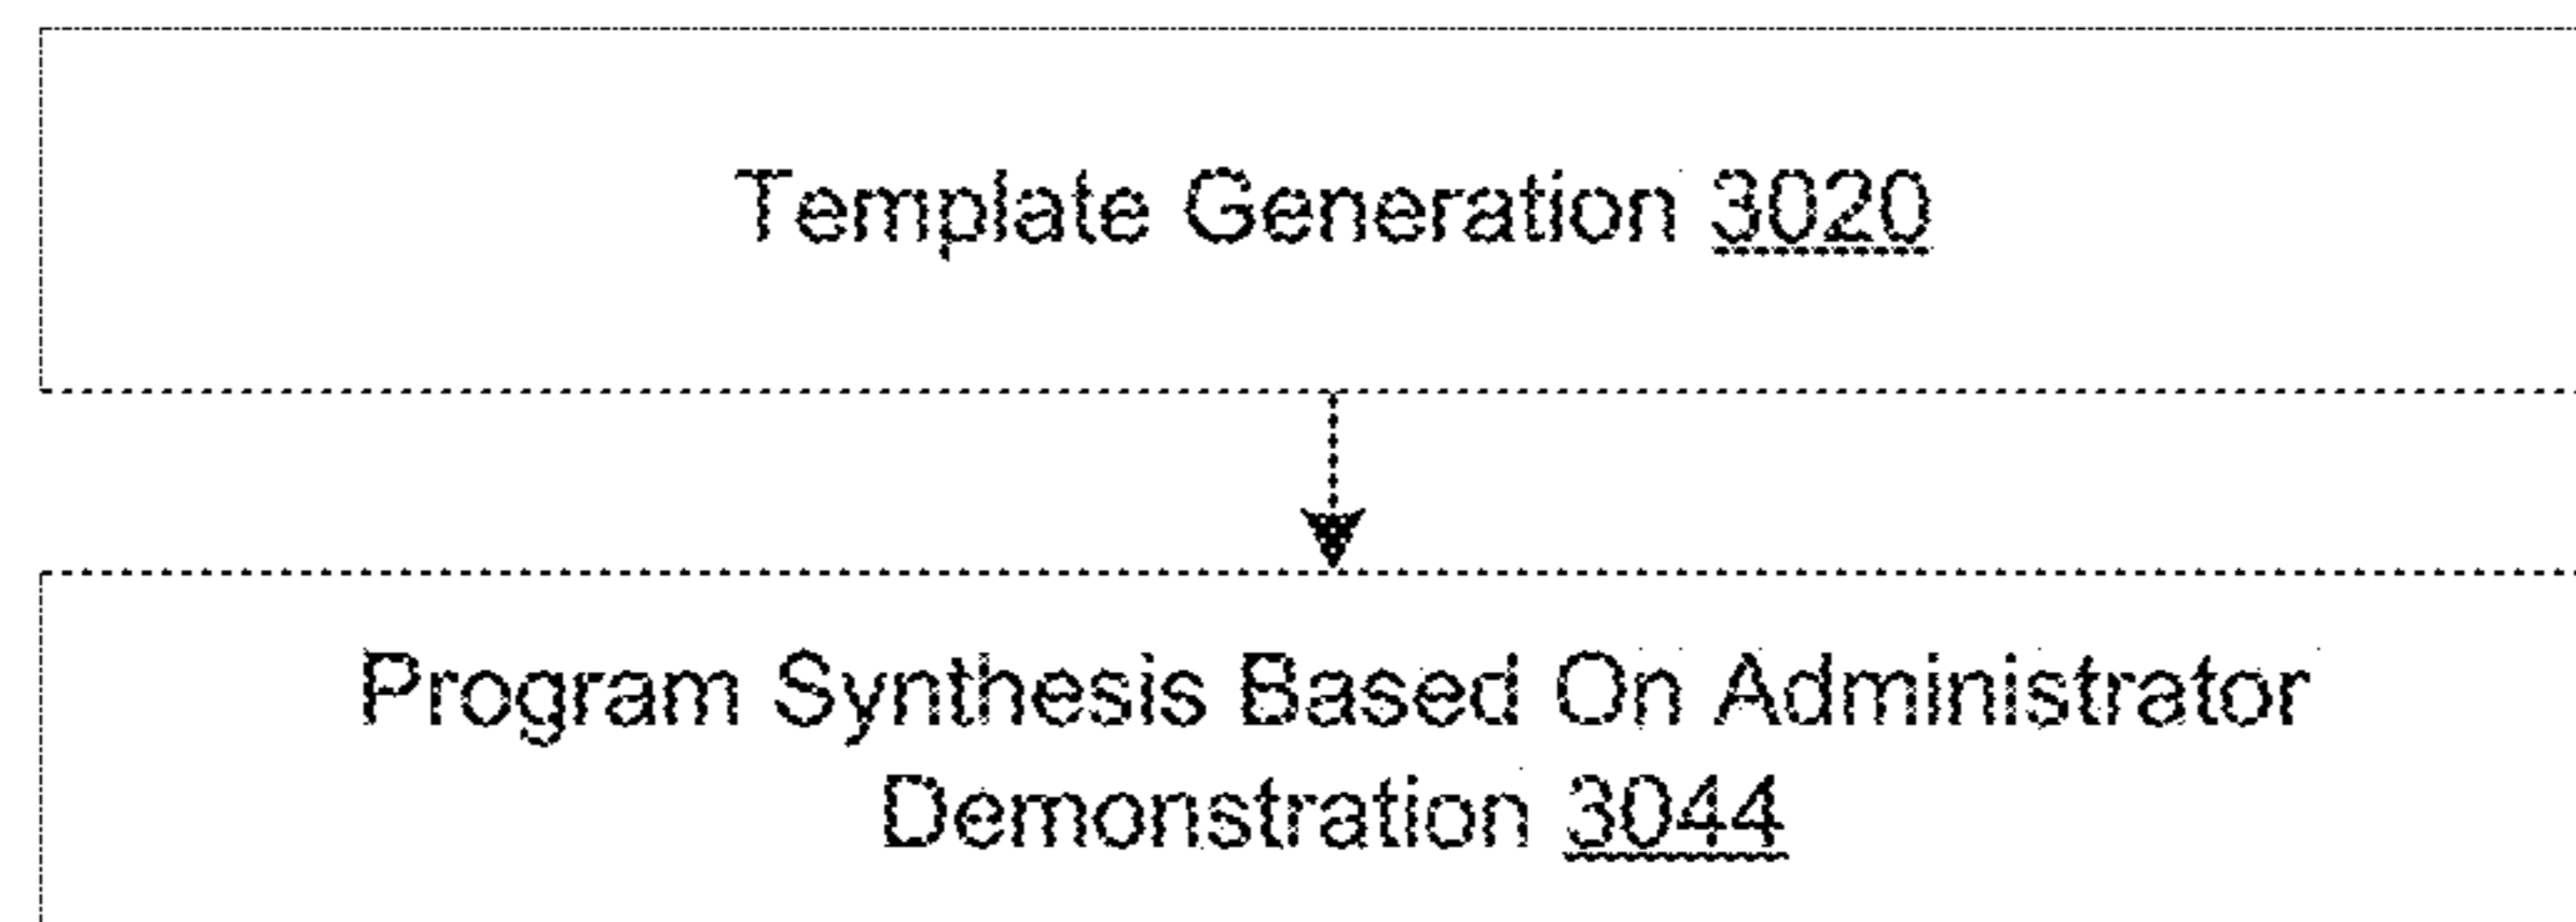 Template Generation 3020
Program Synthesis Based On Administrator
Demonstration 3044